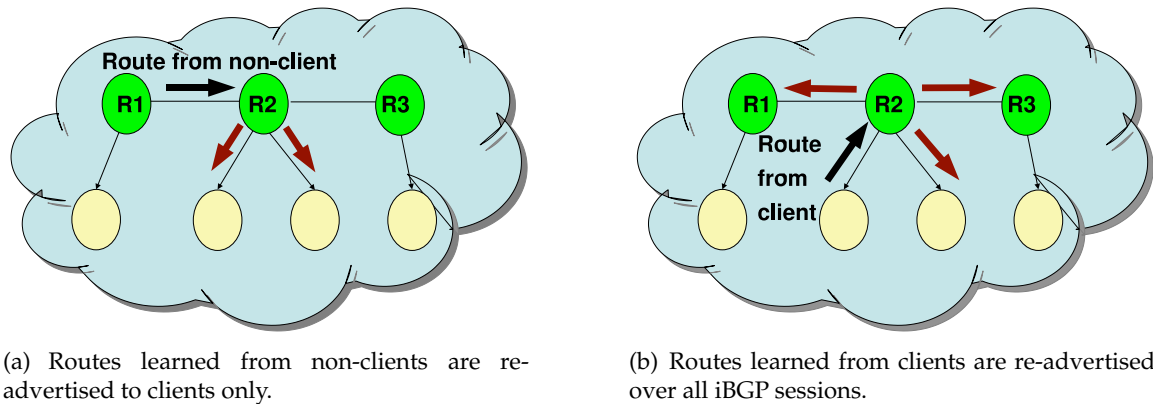 Route from non-client
R1
R2
R3
(a) Routes learned from non-clients are re-
advertised to clients only.
R1
R2
R3
Route
from
client
(b) Routes learned from clients are re-advertised
over all iBGP sessions.